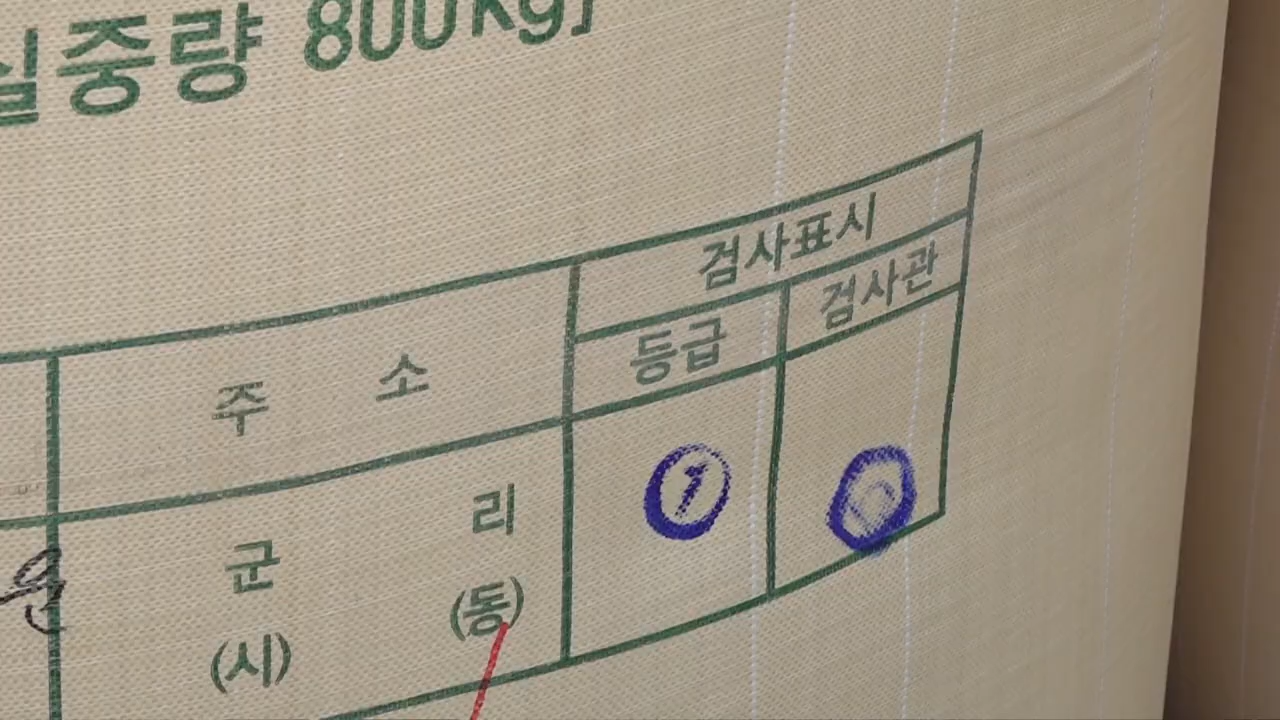 실중량 800kg]
검사표시
등급 검사관
주 소
1
군 리
(시) (동)